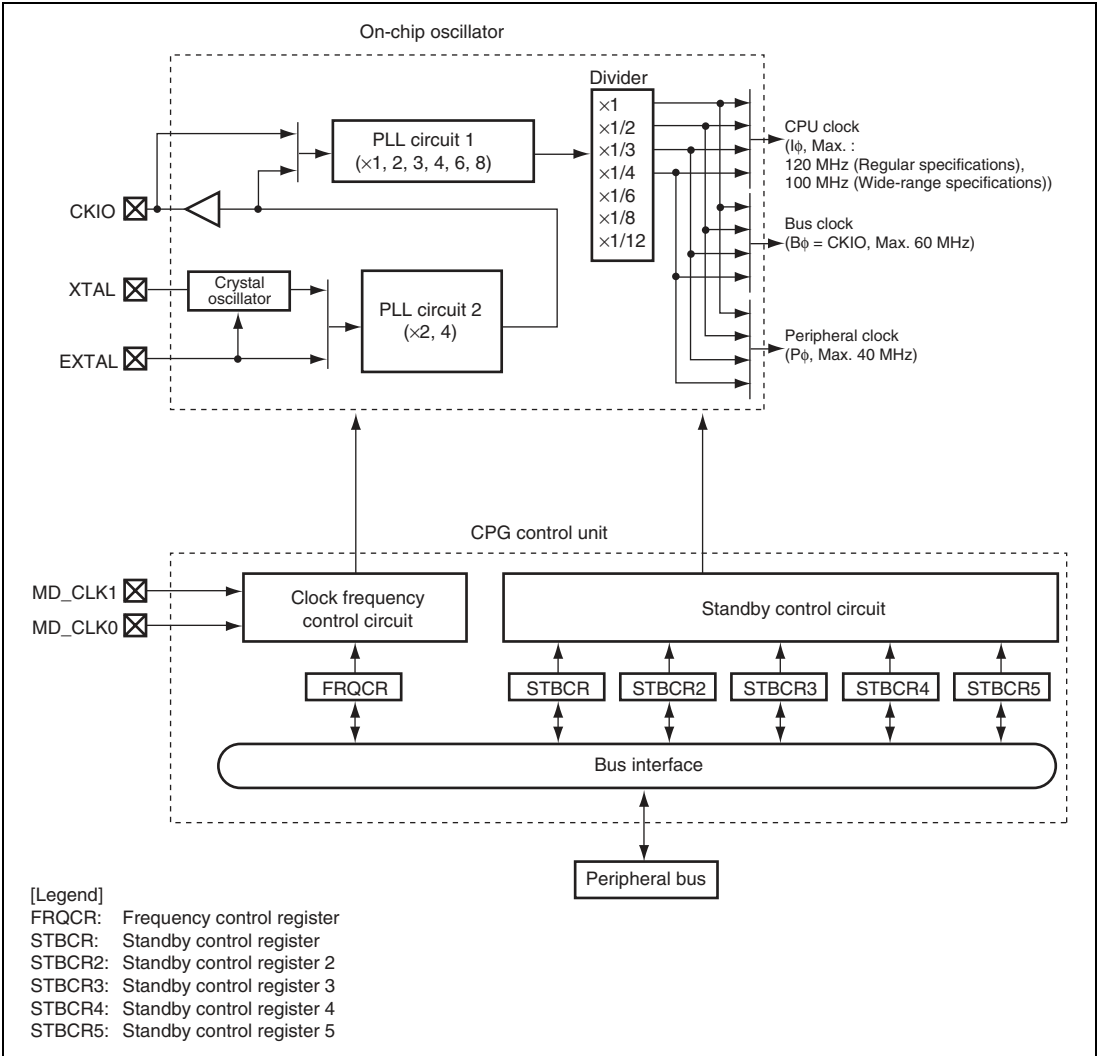 On-chip oscillator
Divider
×1
×1/2
×1/3
×1/4
×1/6
×1/8
×1/12
PLL circuit 1
(×1, 2, 3, 4, 6, 8)
CPU clock
(Iϕ, Max. :
120 MHz (Regular specifications),
100 MHz (Wide-range specifications))
CKIO
Bus clock
(Bϕ = CKIO, Max. 60 MHz)
XTAL
Crystal
oscillator
PLL circuit 2
(×2, 4)
EXTAL
Peripheral clock
(Pϕ, Max. 40 MHz)
CPG control unit
MD_CLK1
MD_CLK0
Clock frequency
control circuit
Standby control circuit
FRQCR
STBCR
STBCR2
STBCR3
STBCR4
STBCR5
Bus interface
Peripheral bus
[Legend]
FRQCR: Frequency control register
STBCR: Standby control register
STBCR2: Standby control register 2
STBCR3: Standby control register 3
STBCR4: Standby control register 4
STBCR5: Standby control register 5